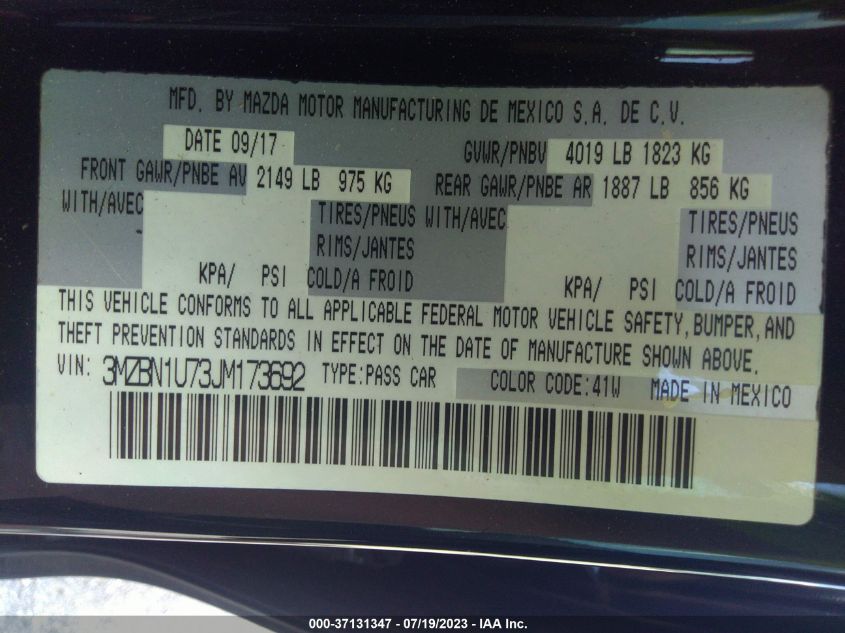 MFD. BY MAZDA MOTOR MANUFACTURING DE MEXICO S.A. DE C.V.
DATE 09/17 GVWR/PNBV 4019 LB 1823 KG
FRONT GAWR/PNBE AV 2149 LB 975 KG REAR GAWR/PNBE AR 1887 LB 856 KG
WITH/AVEC TIRES/PNEUS WITH/AVEC TIRES/PNEUS
- RIMS/JANTES RIMS/JANTES
KPA/ PSI COLD/A FROID KPA/ PSI COLD/A FROID
THIS VEHICLE CONFORMS TO ALL APPLICABLE FEDERAL MOTOR VEHICLE SAFETY, BUMPER, AND
THEFT PREVENTION STANDARDS IN EFFECT ON THE DATE OF MANUFACTURE SHOWN ABOVE.
VIN: 3MZBN1U73JM173692 TYPE:PASS CAR COLOR CODE:41W MADE IN MEXICO
000-37131347 / 07/19/2023 - IAA Inc.